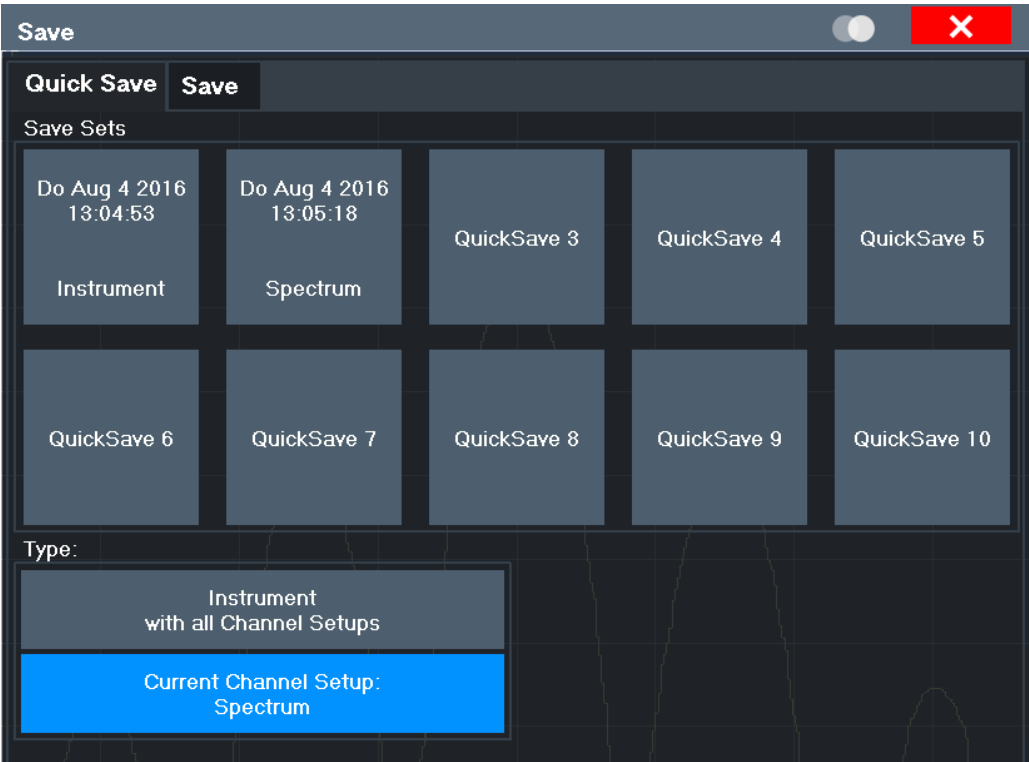 Save
Quick Save
Save
Save Sets
Do Aug 4 2016
13:04:53
Instrument
Do Aug 4 2016
13:05:18
Spectrum
QuickSave 3
QuickSave 4
QuickSave 5
QuickSave 6
QuickSave 7
QuickSave 8
QuickSave 9
QuickSave 10
Type:
Instrument
with all Channel Setups
Current Channel Setup:
Spectrum